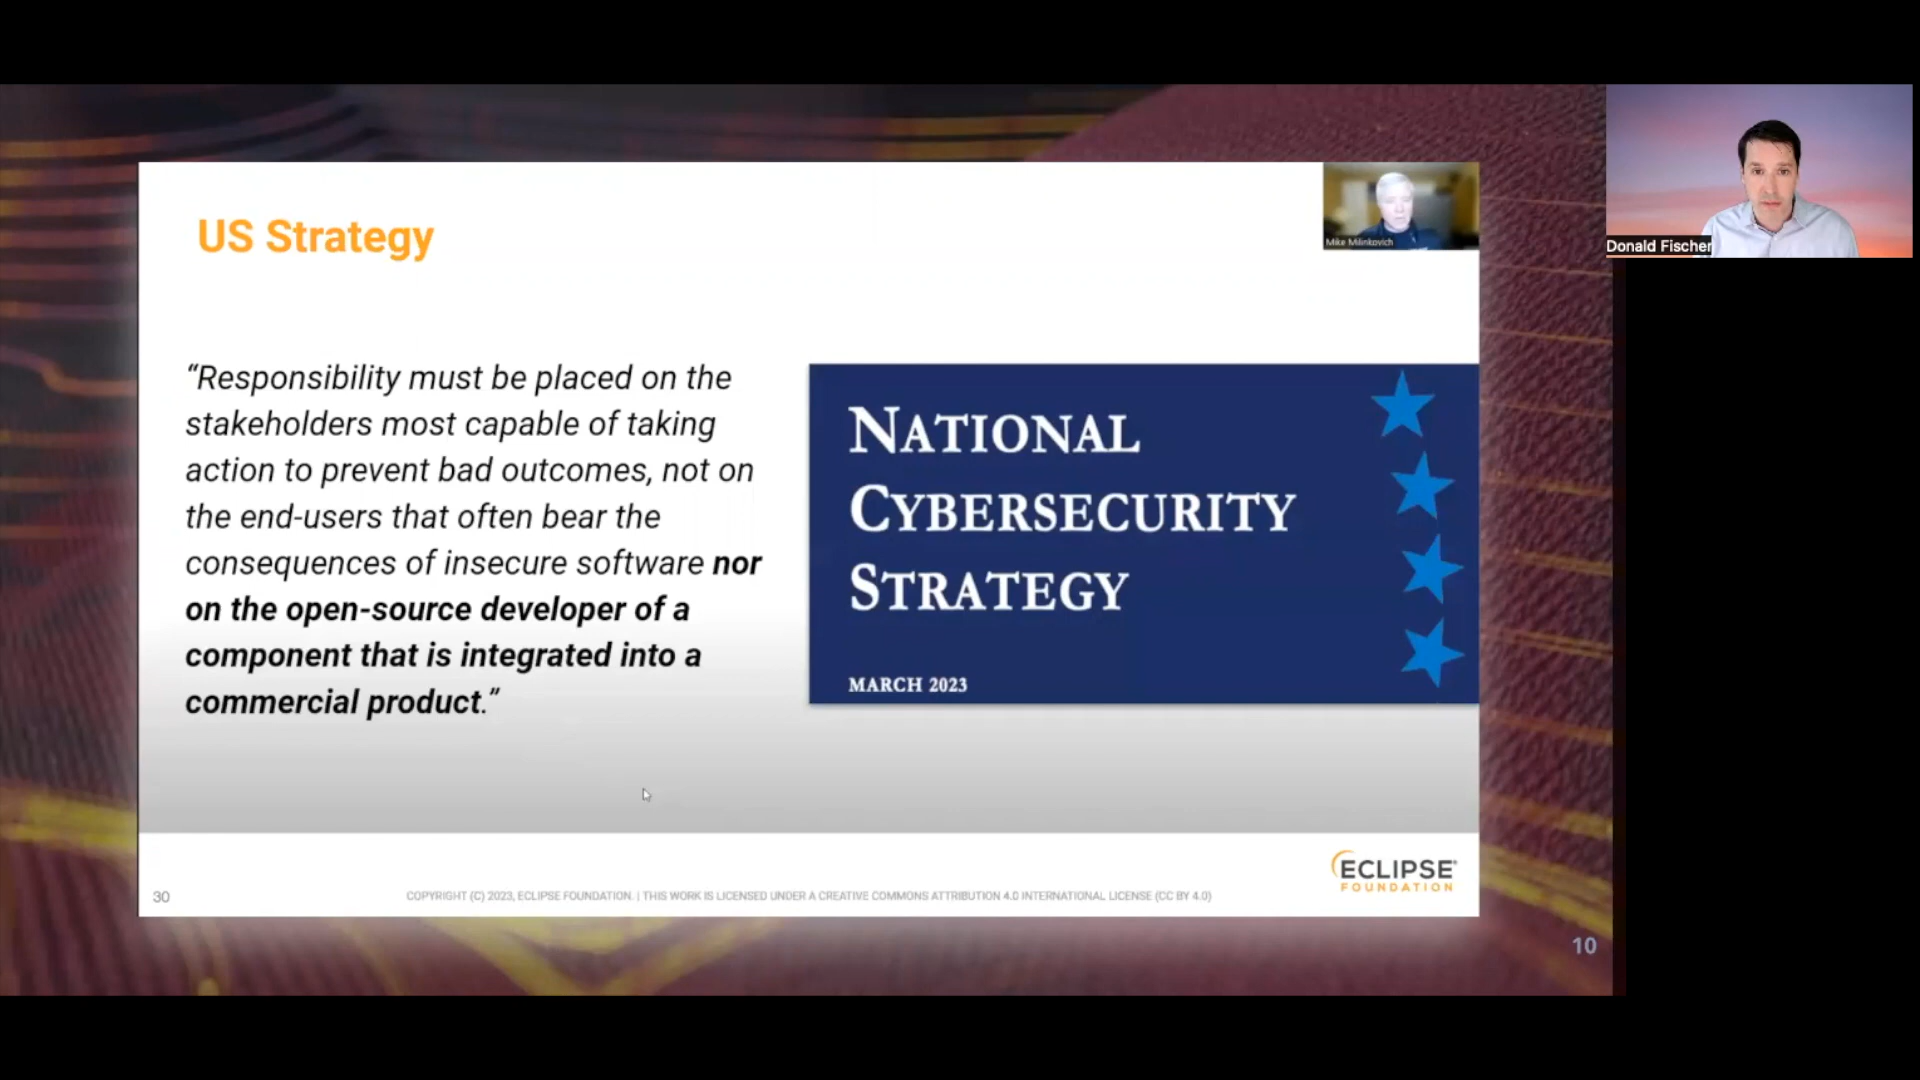 US Strategy
Mike Milinkovich
Donald Fischer
“Responsibility must be placed on the
stakeholders most capable of taking
action to prevent bad outcomes, not on
the end-users that often bear the
consequences of insecure software nor
on the open-source developer of a
component that is integrated into a
commercial product.”
NATIONAL
CYBERSECURITY
STRATEGY
MARCH 2023
30
COPYRIGHT (C) 2023, ECLIPSE FOUNDATION. | THIS WORK IS LICENSED UNDER A CREATIVE COMMONS ATTRIBUTION 4.0 INTERNATIONAL LICENSE (CC BY 4.0)
ECLIPSE®
FOUNDATION
10